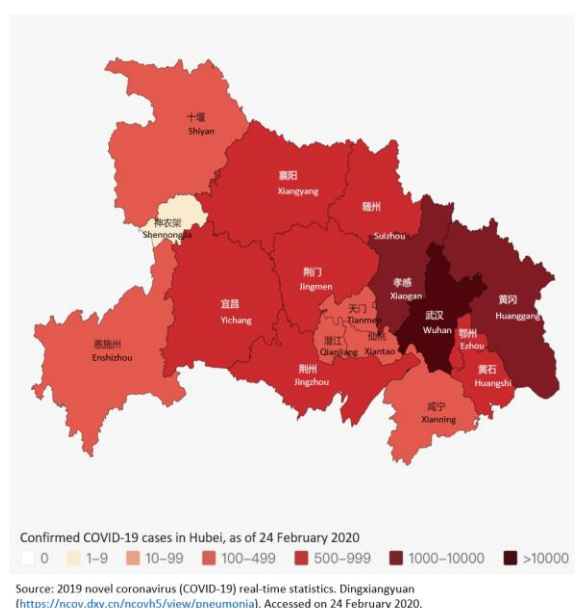 十堰
Shiyan
襄阳
Xiangyang
随州
Suizhou
神农架
Shennongjia
荆门
Jingmen
孝感
Xiaogan
黄冈
Huanggang
宜昌
Yichang
天门
Tianmen
武汉
Wuhan
恩施州
Enshizhou
潜江
Qianjiang
仙桃
Xiantao
鄂州
Ezhou
荆州
Jingzhou
黄石
Huangshi
咸宁
Xianning
Confirmed COVID-19 cases in Hubei, as of 24 February 2020
0 1–9 10–99 100–499 500–999 1000–10000 >10000
Source: 2019 novel coronavirus (COVID-19) real-time statistics. Dingxiangyuan
(https://ncov.dxy.cn/ncovh5/view/pneumonia). Accessed on 24 February 2020.